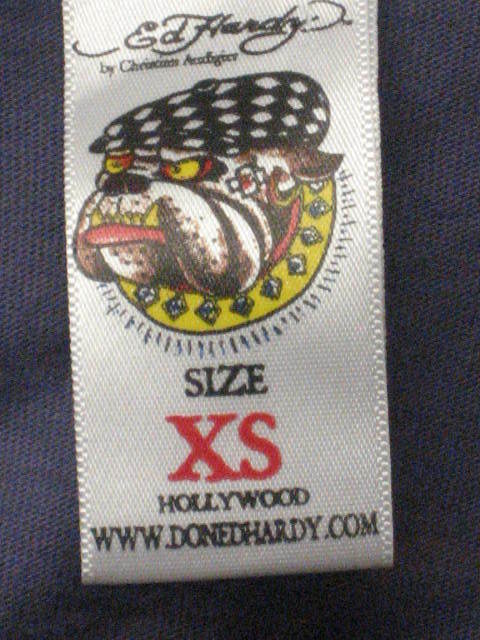 Ed Hardy
by Christian Audigier
SIZE
XS
HOLLYWOOD
WWW.DONEDHARDY.COM